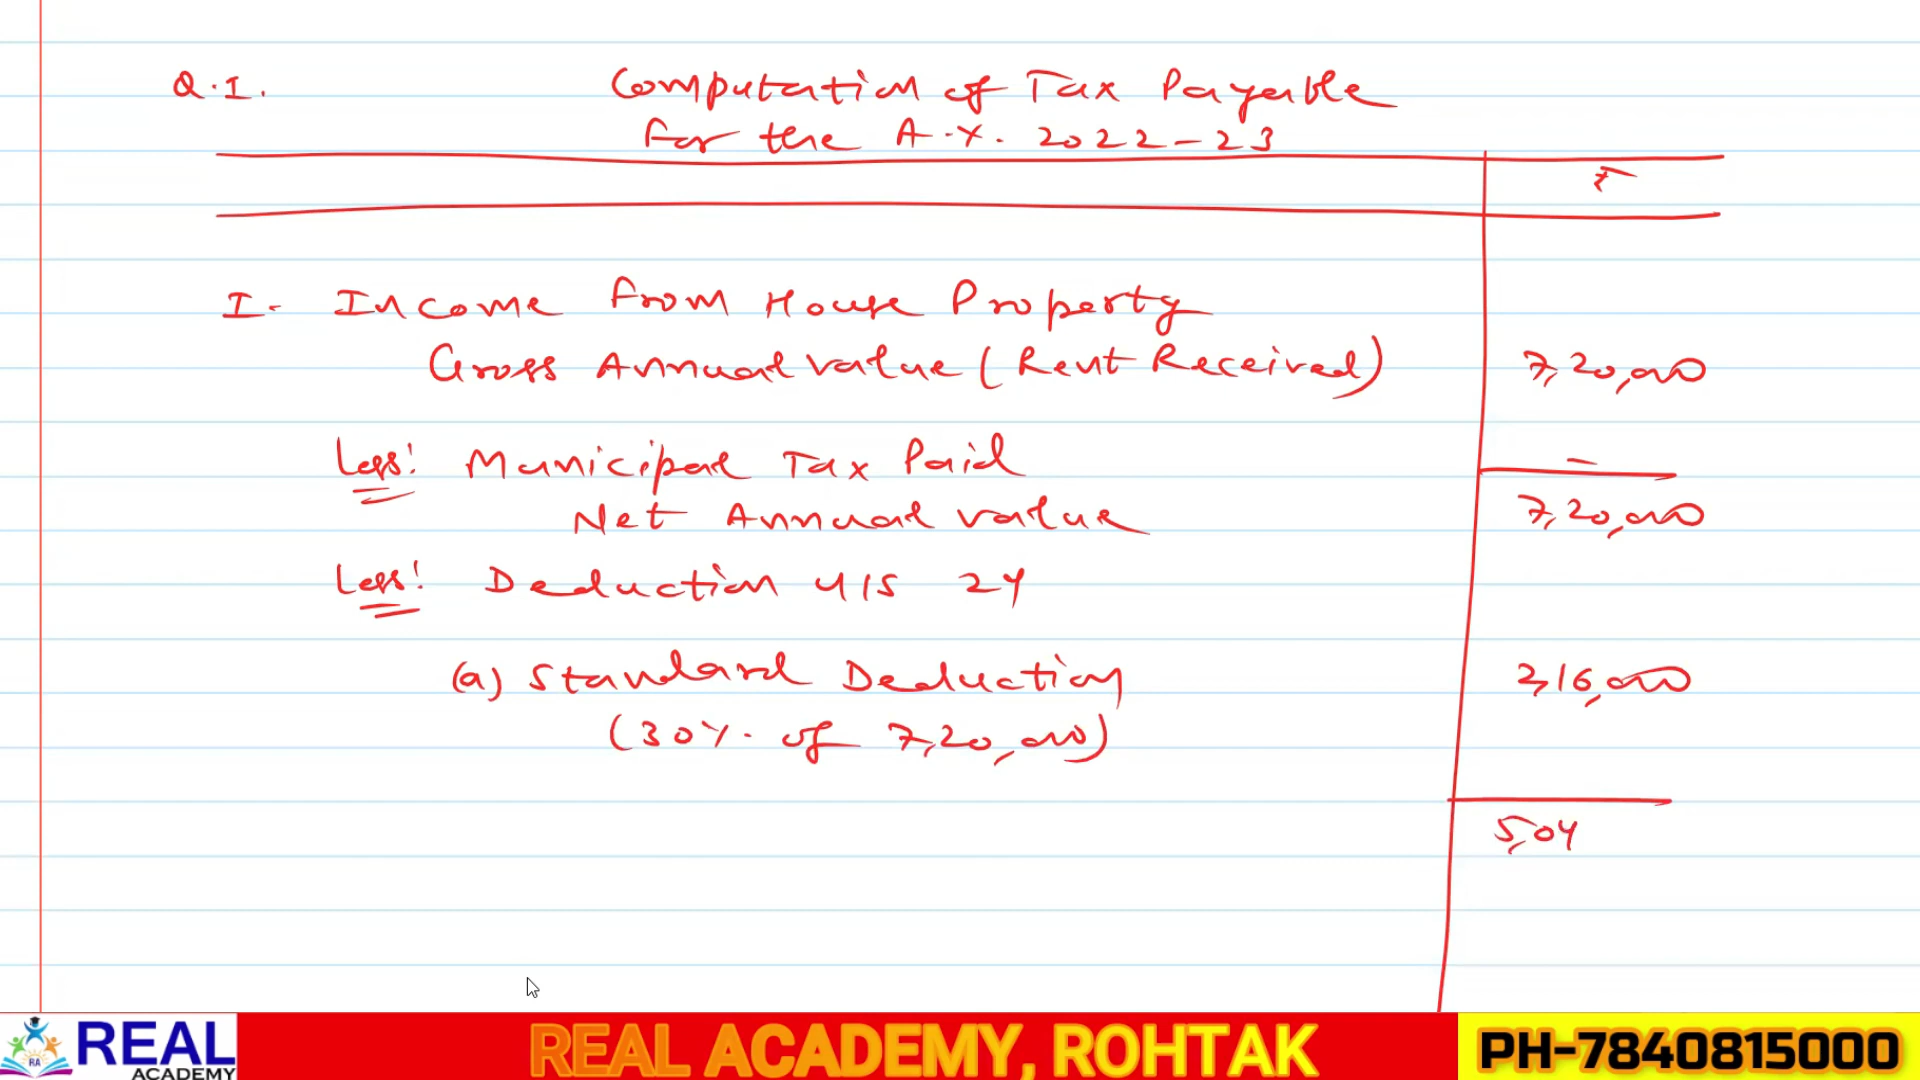 Q.I. Computation of Tax Payable
for the A.Y. 2022-23
₹
I- Income from House Property
Gross Annual Value (Rent Received) 7,20,000
Less: Municipal Tax Paid -
Net Annual Value 7,20,000
Less: Deduction u/s 24
(a) Standard Deduction 2,16,000
(30% of 7,20,000)
5,04
RA REAL ACADEMY
REAL ACADEMY, ROHTAK
PH-7840815000